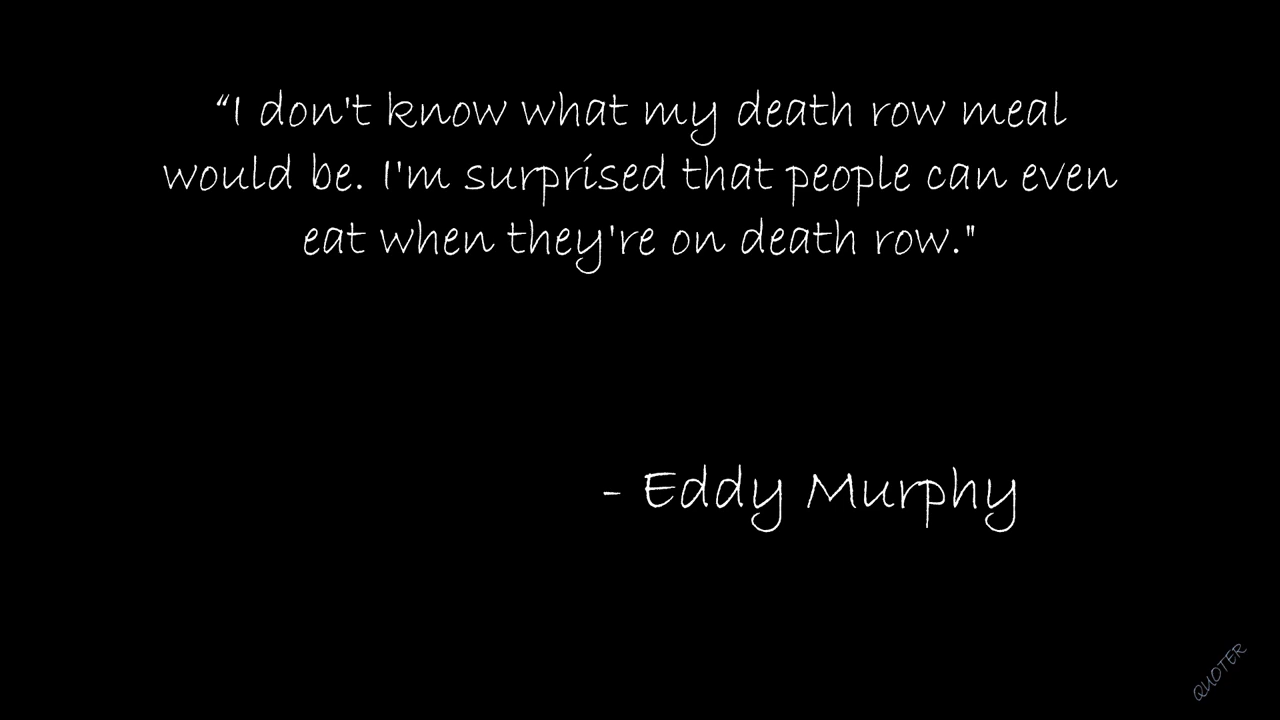 “I don't know what my death row meal
would be. I'm surprised that people can even
eat when they're on death row."
- Eddy Murphy
QUOTER